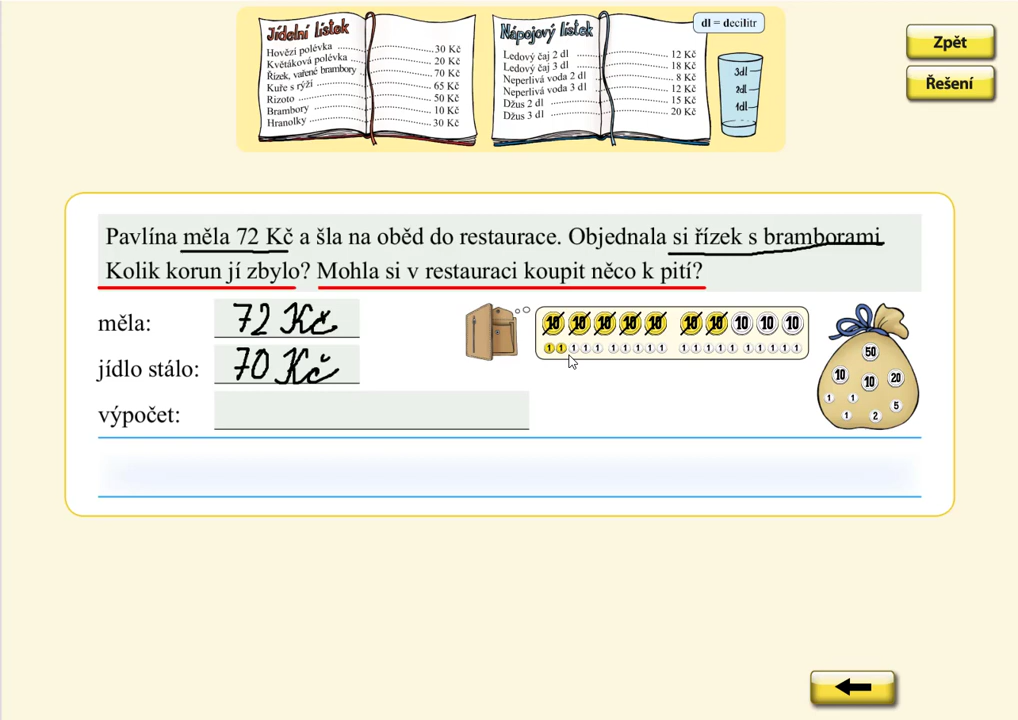 Jídelní lístek
Hovězí polévka 30 Kč
Květáková polévka 20 Kč
Řízek, vařené brambory 70 Kč
Kuře s rýží 65 Kč
Rizoto 50 Kč
Brambory 10 Kč
Hranolky 30 Kč
Nápojový lístek
Ledový čaj 2 dl 12 Kč
Ledový čaj 3 dl 18 Kč
Neperlivá voda 2 dl 8 Kč
Neperlivá voda 3 dl 12 Kč
Džus 2 dl 15 Kč
Džus 3 dl 20 Kč
dl = decilitr
3dl
2dl
1dl
Zpět
Řešení
Pavlína měla 72 Kč a šla na oběd do restaurace. Objednala si řízek s bramborami.
Kolik korun jí zbylo? Mohla si v restauraci koupit něco k pití?
měla: 72 Kč
10 10 10 10 10 10 10 10 10 10
1 1 1 1 1 1 1 1 1 1 1 1 1 1 1 1 1 1 1 1
jídlo stálo: 70 Kč
výpočet:
50
10 10 20
1 1 5
1 2